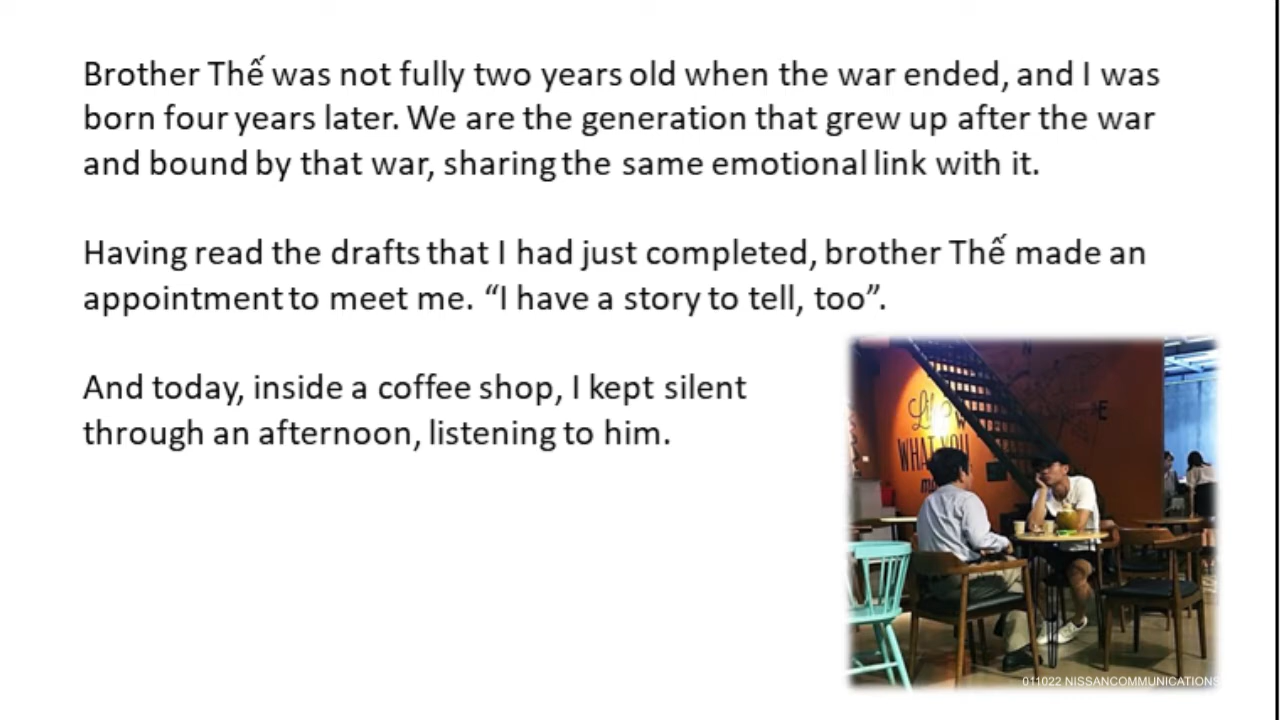 Brother Thế was not fully two years old when the war ended, and I was
born four years later. We are the generation that grew up after the war
and bound by that war, sharing the same emotional link with it.
Having read the drafts that I had just completed, brother Thế made an
appointment to meet me. “I have a story to tell, too”.
And today, inside a coffee shop, I kept silent
through an afternoon, listening to him.
WHAT YOU
E
011022 NISSANCOMMUNICATIONS